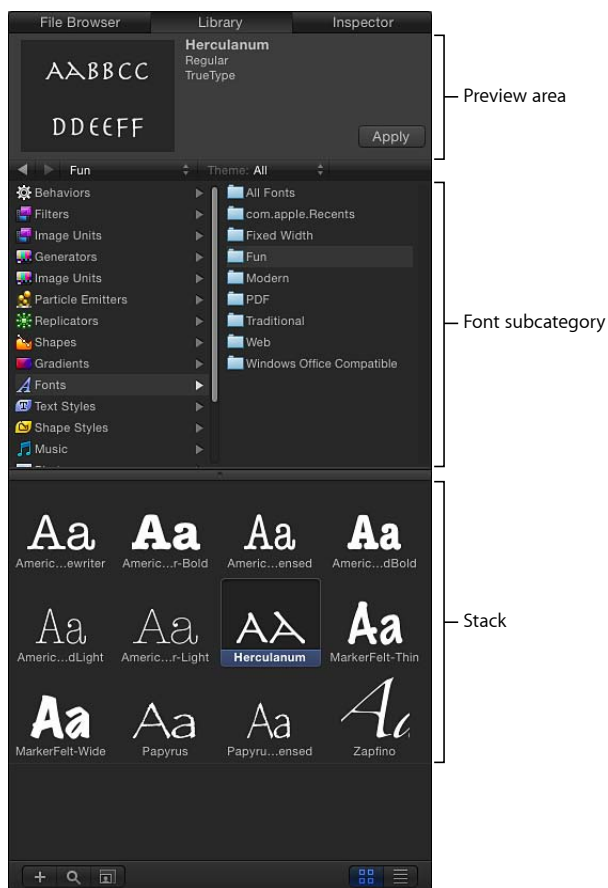 File Browser Library Inspector
Herculanum
Regular
TrueType
AABBCC
DDEEFF
Apply
Preview area
Fun Theme: All
Behaviors
Filters
Image Units
Generators
Image Units
Particle Emitters
Replicators
Shapes
Gradients
Fonts
Text Styles
Shape Styles
Music
All Fonts
com.apple.Recents
Fixed Width
Fun
Modern
PDF
Traditional
Web
Windows Office Compatible
Font subcategory
Aa Aa Aa Aa
Americ...ewriter Americ...r-Bold Americ...ensed Americ...dBold
Aa Aa AA Aa
Americ...dLight Americ...r-Light Herculanum MarkerFelt-Thin
Aa Aa Aa Aa
MarkerFelt-Wide Papyrus Papyru...ensed Zapfino
Stack